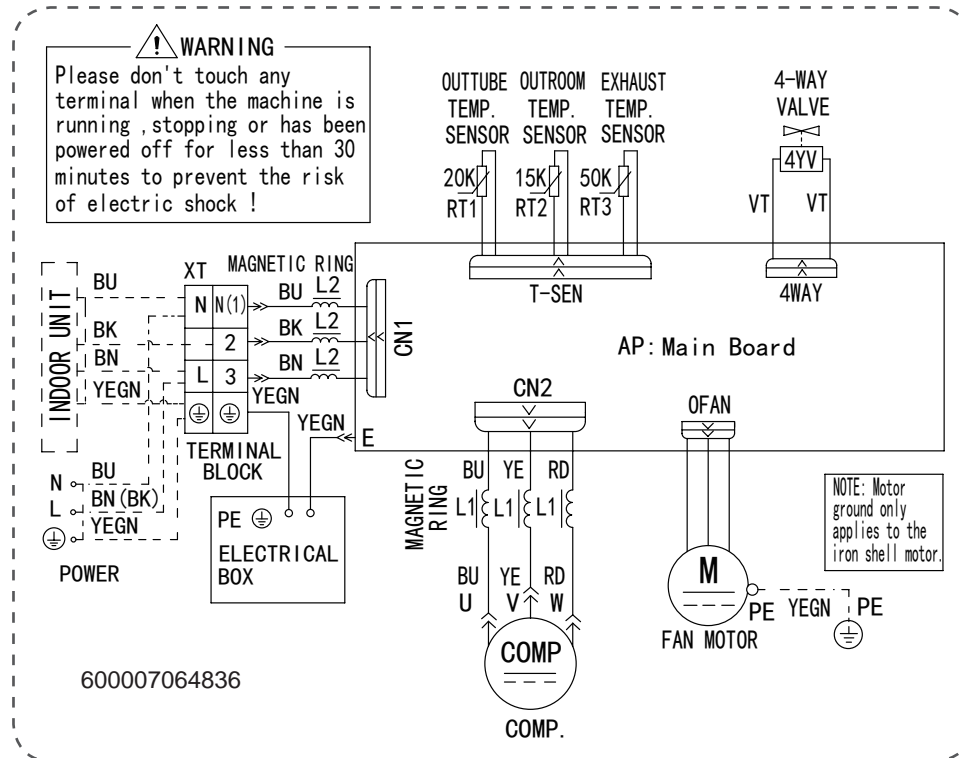 WARNING
Please don't touch any
terminal when the machine is
running ,stopping or has been
powered off for less than 30
minutes to prevent the risk
of electric shock !
OUTTUBE OUTROOM EXHAUST
TEMP. TEMP. TEMP.
SENSOR SENSOR SENSOR
20K 15K 50K
RT1 RT2 RT3
4-WAY
VALVE
4YV
VT VT
T-SEN
4WAY
INDOOR UNIT
BU
BK
BN
YEGN
XT
MAGNETIC RING
N N(1)
2
L 3
BU L2
BK L2
BN L2
YEGN
CN1
AP:Main Board
YEGN E
TERMINAL
BLOCK
N BU
L BN(BK)
YEGN
POWER
PE
ELECTRICAL
BOX
CN2
MAGNETIC
RING
BU YE RD
L1 L1 L1
BU YE RD
U V W
COMP
COMP.
OFAN
M
FAN MOTOR
PE YEGN PE
NOTE: Motor
ground only
applies to the
iron shell motor.
600007064836